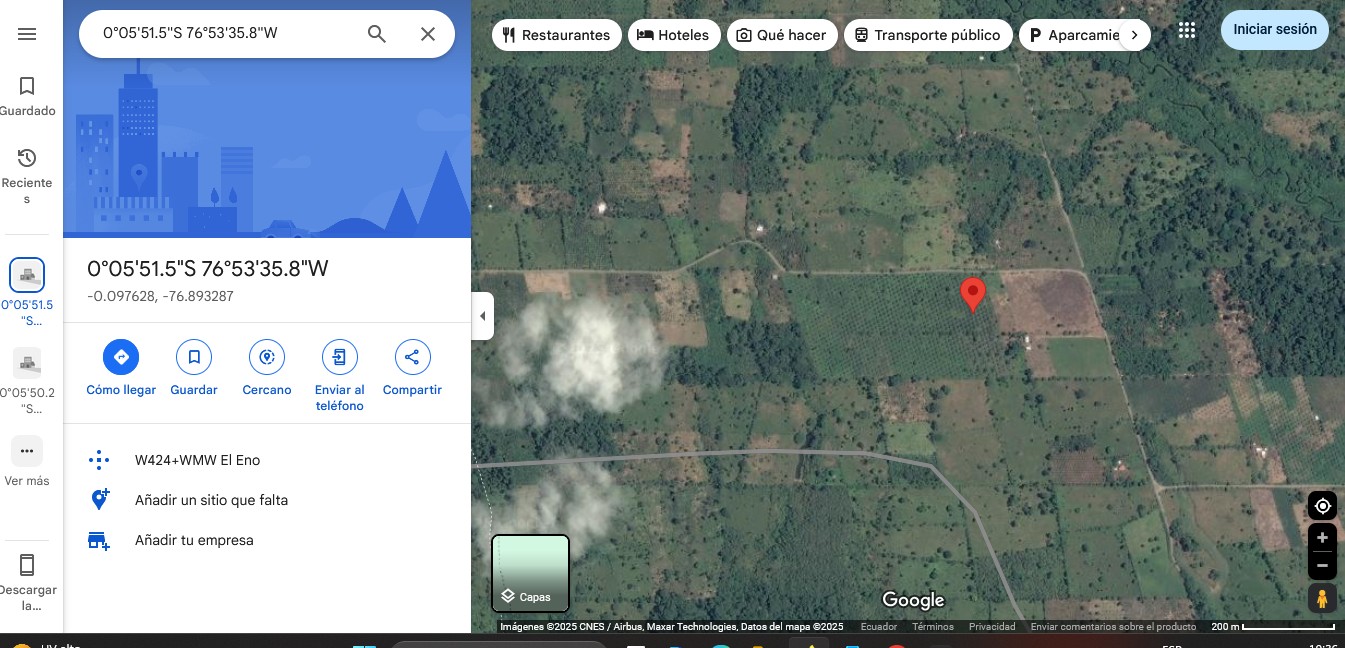 0°05'51.5"S 76°53'35.8"W
Restaurantes
Hoteles
Qué hacer
Transporte público
Aparcamie
Iniciar sesión
Guardado
Reciente
s
0°05'51.5
"S...
0°05'50.2
"S...
Ver más
Descargar
la...
0°05'51.5"S 76°53'35.8"W
-0.097628, -76.893287
Cómo llegar
Guardar
Cercano
Enviar al
teléfono
Compartir
W424+WMW El Eno
Añadir un sitio que falta
Añadir tu empresa
Capas
Google
Imágenes ©2025 CNES / Airbus, Maxar Technologies, Datos del mapa ©2025 Ecuador Términos Privacidad Enviar comentarios sobre el producto 200 m